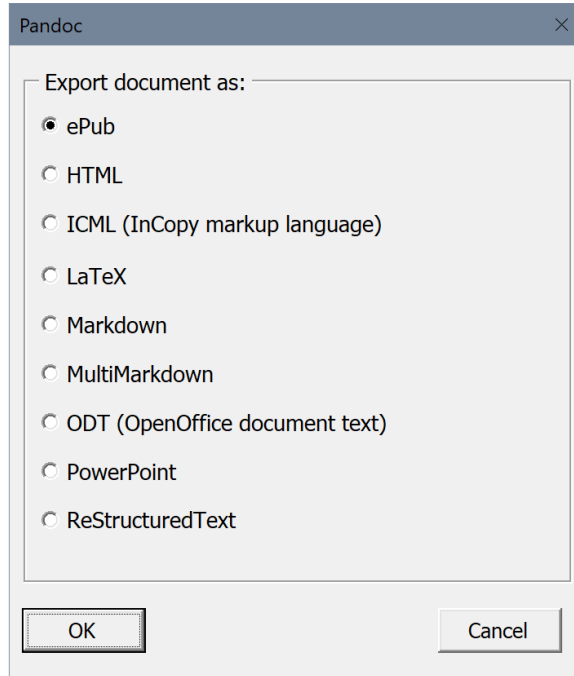 Pandoc
Export document as:
ePub
HTML
ICML (InCopy markup language)
LaTeX
Markdown
MultiMarkdown
ODT (OpenOffice document text)
PowerPoint
ReStructuredText
OK Cancel